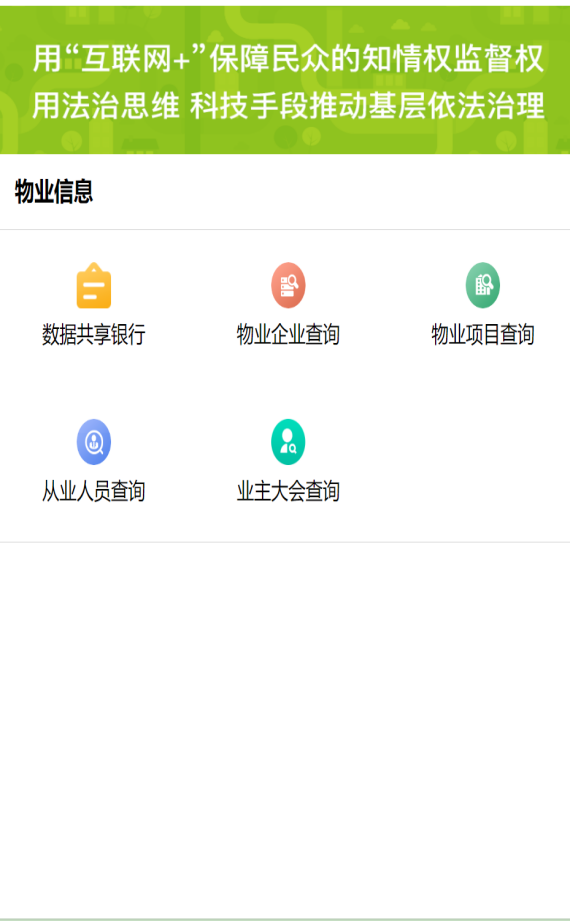 用“互联网+”保障民众的知情权监督权
用法治思维 科技手段推动基层依法治理
物业信息
数据共享银行
物业企业查询
物业项目查询
从业人员查询
业主大会查询